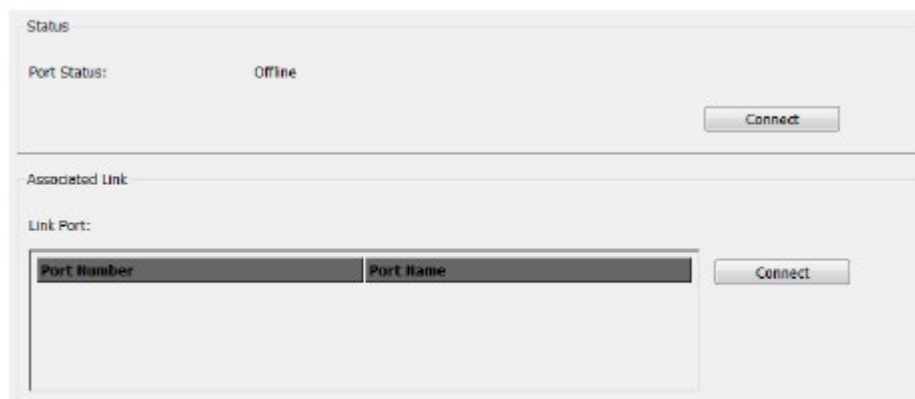 Status
Port Status: Offline
Connect
Associated Link
Link Port:
Port Number Port Name
Connect